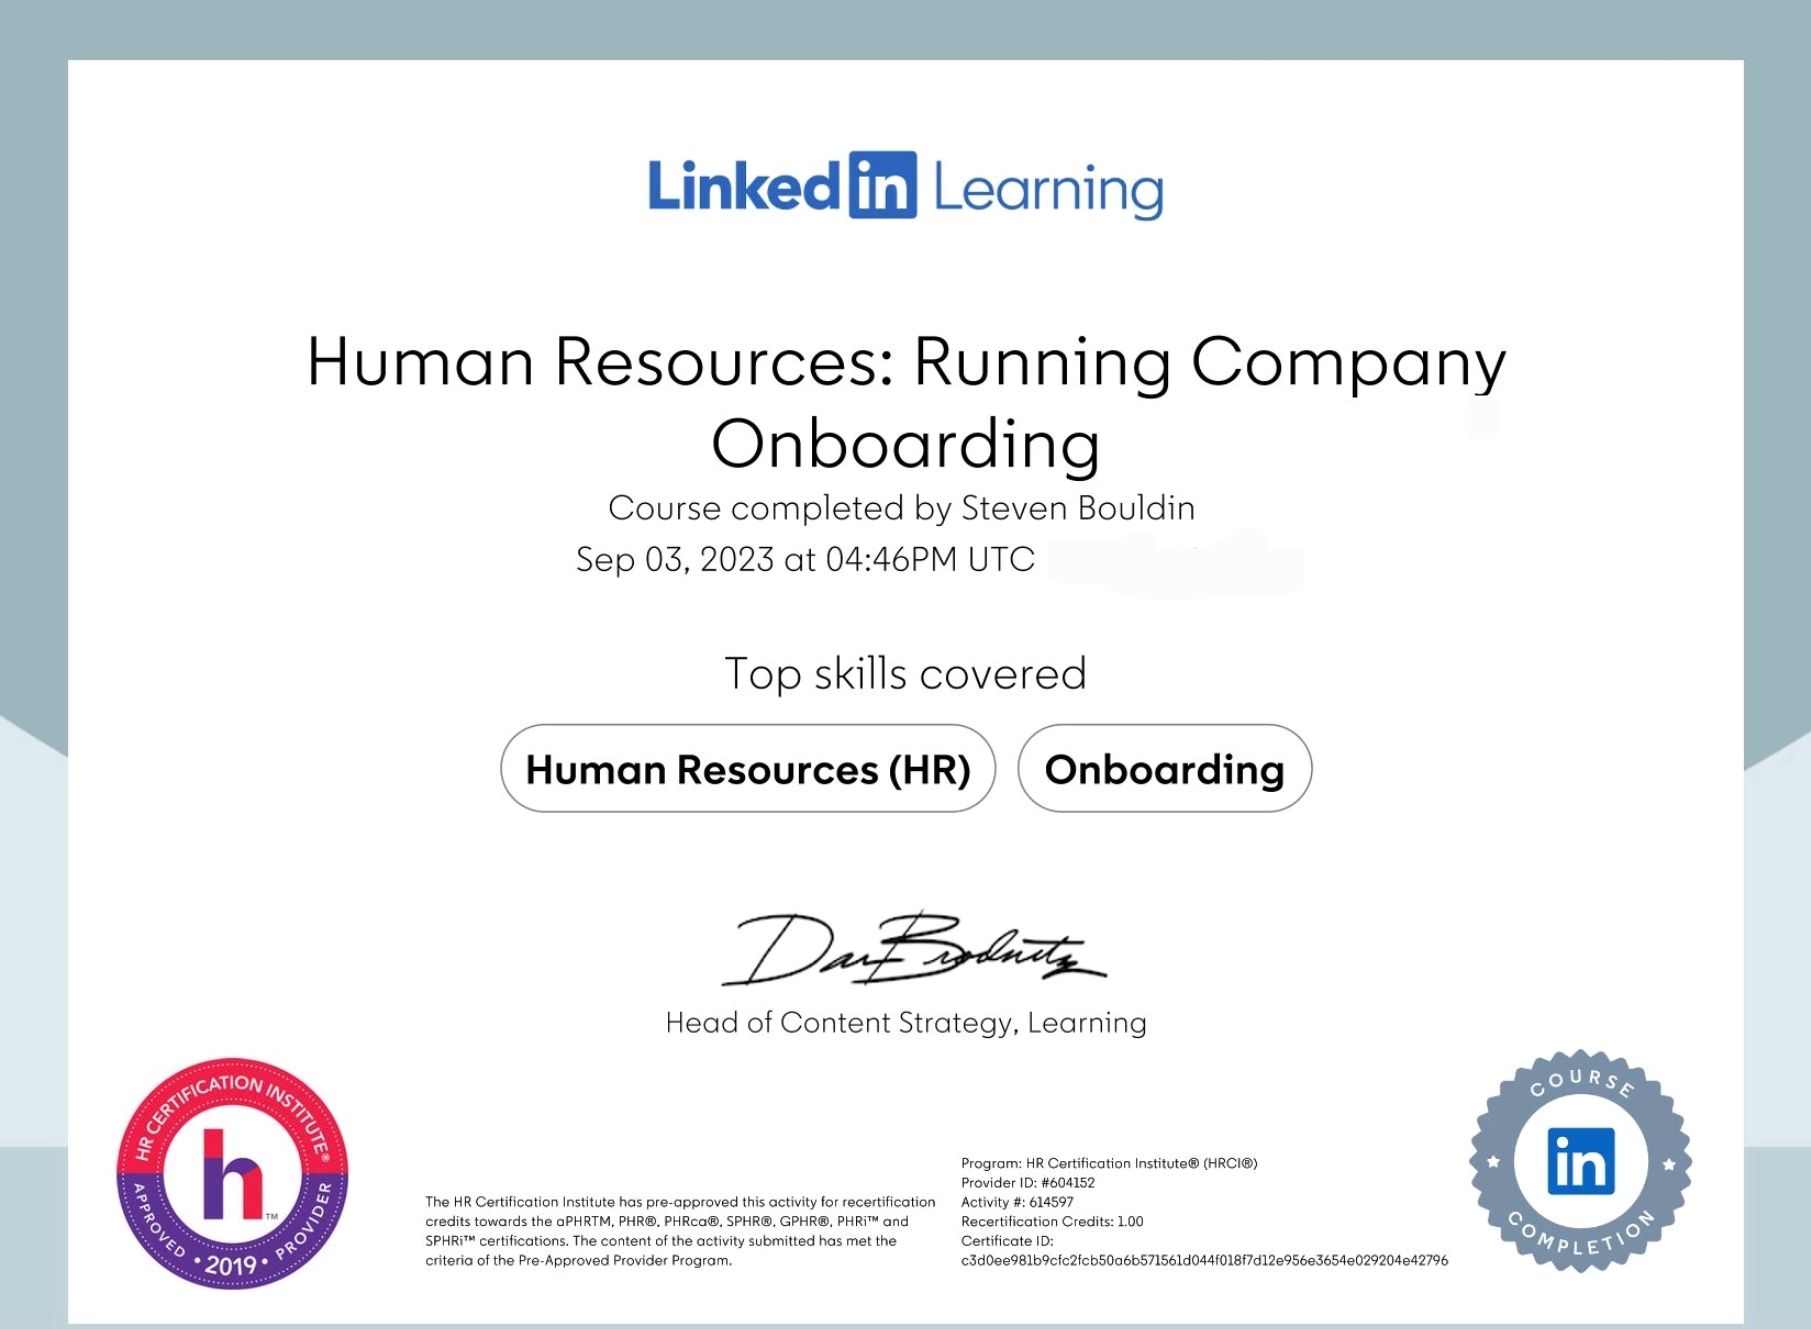 Linked in Learning
Human Resources: Running Company
Onboarding
Course completed by Steven Bouldin
Sep 03, 2023 at 04:46PM UTC
Top skills covered
Human Resources (HR)
Onboarding
Dan Brodnitz
Head of Content Strategy, Learning
HR CERTIFICATION INSTITUTE®
h™
APPROVED • 2019 • PROVIDER
The HR Certification Institute has pre-approved this activity for recertification
credits towards the aPHRTM, PHR®, PHRca®, SPHR®, GPHR®, PHRi™ and
SPHRi™ certifications. The content of the activity submitted has met the
criteria of the Pre-Approved Provider Program.
Program: HR Certification Institute® (HRCI®)
Provider ID: #604152
Activity #: 614597
Recertification Credits: 1.00
Certificate ID:
c3d0ee981b9cfc2fcb50a6b571561d044f018f7d12e956e3654e029204e42796
COURSE
in
COMPLETION